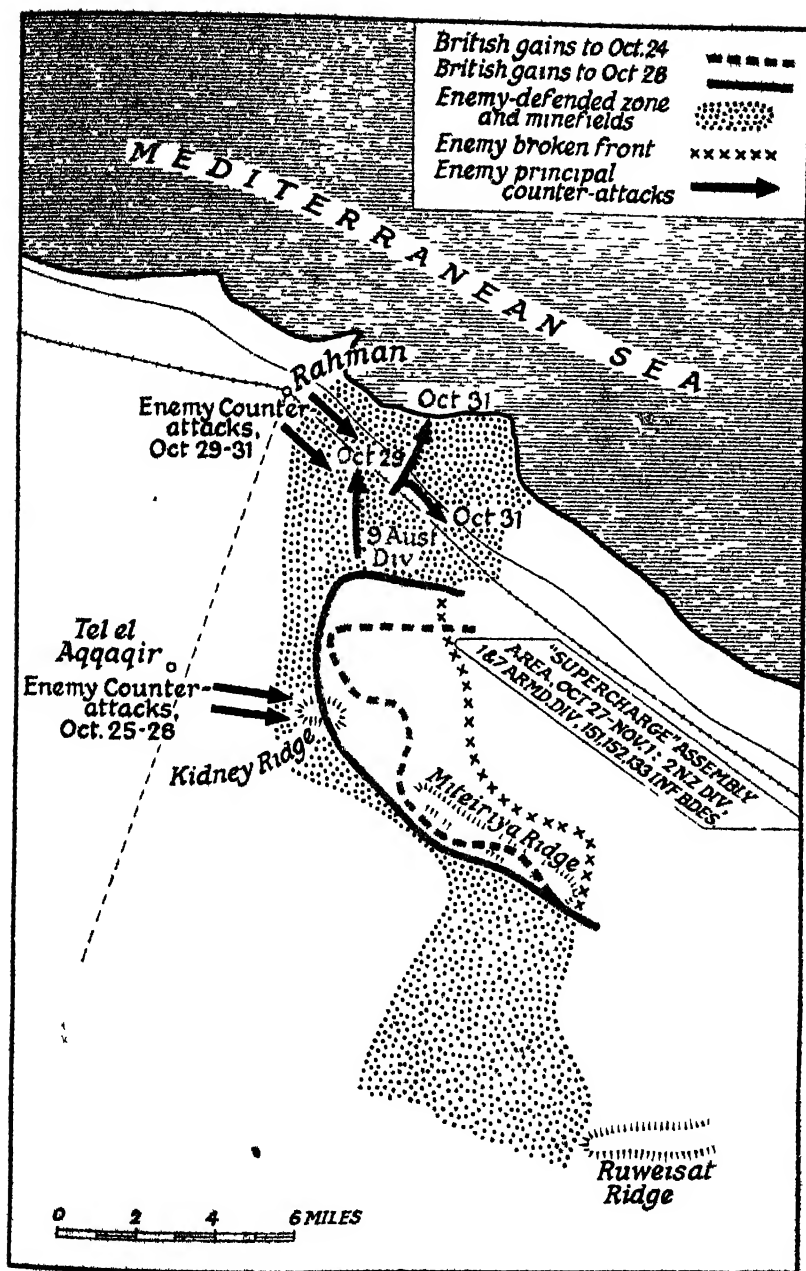 British gains to Oct.24
British gains to Oct 28
Enemy-defended zone
and minefields
Enemy broken front
Enemy principal
counter-attacks
MEDITERRANEAN SEA
Rahman
Oct 31
Enemy Counter-
attacks,
Oct 29-31
Oct 29
Oct 31
9 Aust
Div
Tel el
Aqqaqir
Enemy Counter-
attacks,
Oct. 25-28
Kidney Ridge
"SUPERCHARGE" ASSEMBLY
AREA, OCT 27-NOV.1: 2 NZ DIV.
1&7 ARMD. DIV, 151, 152, 133 INF BDES.
Miteiriya Ridge
Ruweisat
Ridge
0 2 4 6 MILES